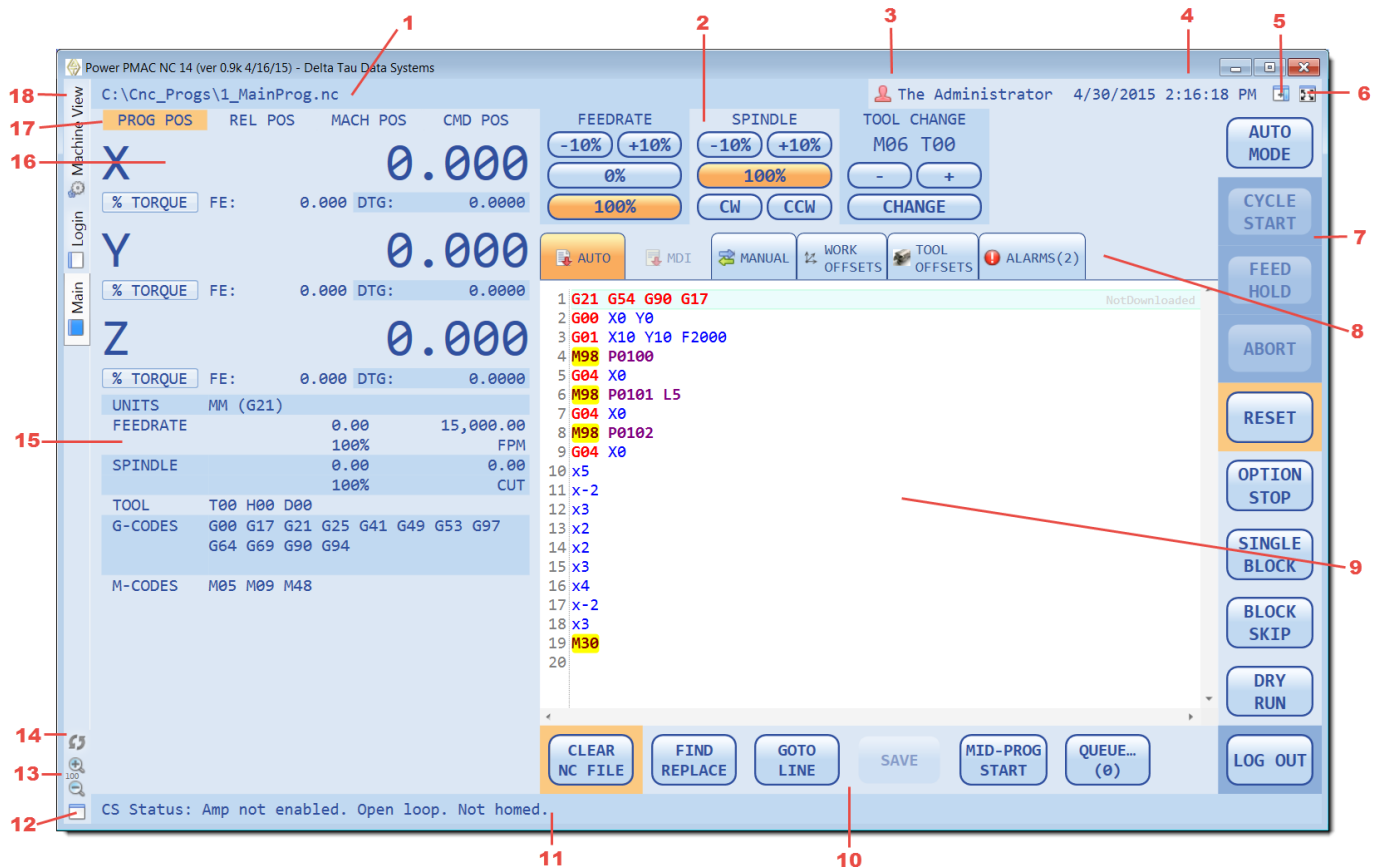 1
2
3
4
5
Power PMAC NC 14 (ver 0.9k 4/16/15) - Delta Tau Data Systems
18
C:\Cnc_Progs\1_MainProg.nc
The Administrator 4/30/2015 2:16:18 PM
6
17
Machine View
Login
Main
PROG POS REL POS MACH POS CMD POS
16
X 0.000
% TORQUE FE: 0.000 DTG: 0.0000
Y 0.000
% TORQUE FE: 0.000 DTG: 0.0000
Z 0.000
% TORQUE FE: 0.000 DTG: 0.0000
UNITS MM (G21)
15
FEEDRATE 0.00 15,000.00
100% FPM
SPINDLE 0.00 0.00
100% CUT
TOOL T00 H00 D00
G-CODES G00 G17 G21 G25 G41 G49 G53 G97
G64 G69 G90 G94
M-CODES M05 M09 M48
FEEDRATE
-10% +10%
0%
100%
SPINDLE
-10% +10%
100%
CW CCW
TOOL CHANGE
M06 T00
- +
CHANGE
AUTO MDI MANUAL WORK OFFSETS TOOL OFFSETS ALARMS(2)
8
1 G21 G54 G90 G17 NotDownloaded
2 G00 X0 Y0
3 G01 X10 Y10 F2000
4 M98 P0100
5 G04 X0
6 M98 P0101 L5
7 G04 X0
8 M98 P0102
9 G04 X0
10 x5
11 x-2
12 x3
13 x2
14 x2
15 x3
16 x4
17 x-2
18 x3
19 M30
20
9
AUTO
MODE
CYCLE
START
7
FEED
HOLD
ABORT
RESET
OPTION
STOP
SINGLE
BLOCK
BLOCK
SKIP
DRY
RUN
LOG OUT
CLEAR
NC FILE
FIND
REPLACE
GOTO
LINE
SAVE
MID-PROG
START
QUEUE…
(0)
14
13
100
12
CS Status: Amp not enabled. Open loop. Not homed.
11
10